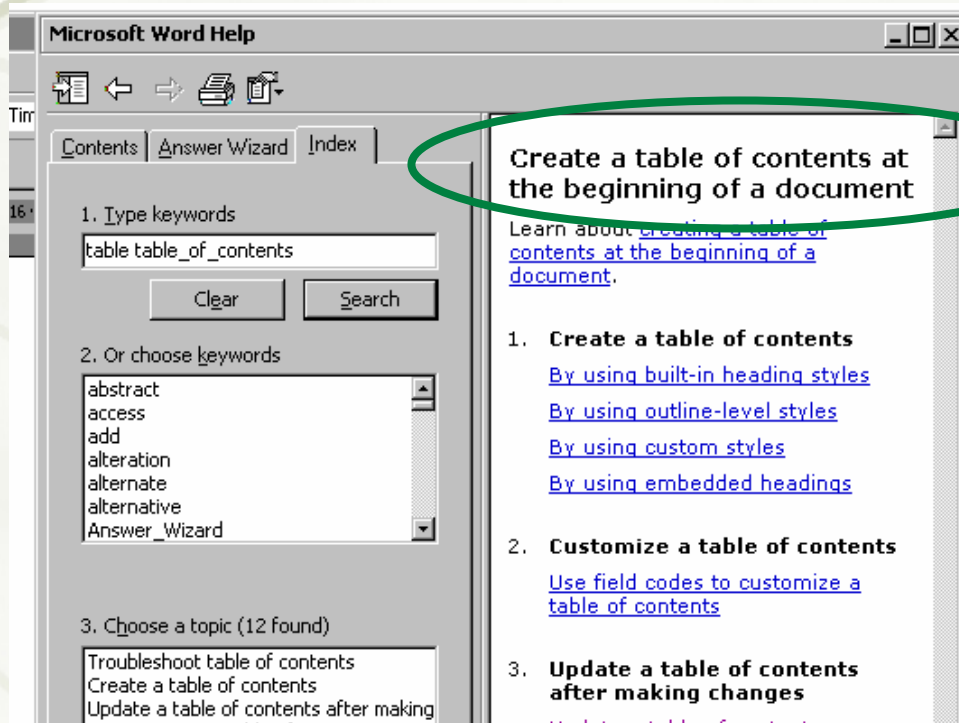 Microsoft Word Help
Tim
16
Contents
Answer Wizard
Index
1. Type keywords
table table_of_contents
Clear
Search
2. Or choose keywords
abstract
access
add
alteration
alternate
alternative
Answer_Wizard
3. Choose a topic (12 found)
Troubleshoot table of contents
Create a table of contents
Update a table of contents after making
Create a table of contents at
the beginning of a document
Learn about creating a table of
contents at the beginning of a
document.
1. Create a table of contents
By using built-in heading styles
By using outline-level styles
By using custom styles
By using embedded headings
2. Customize a table of contents
Use field codes to customize a
table of contents
3. Update a table of contents
after making changes